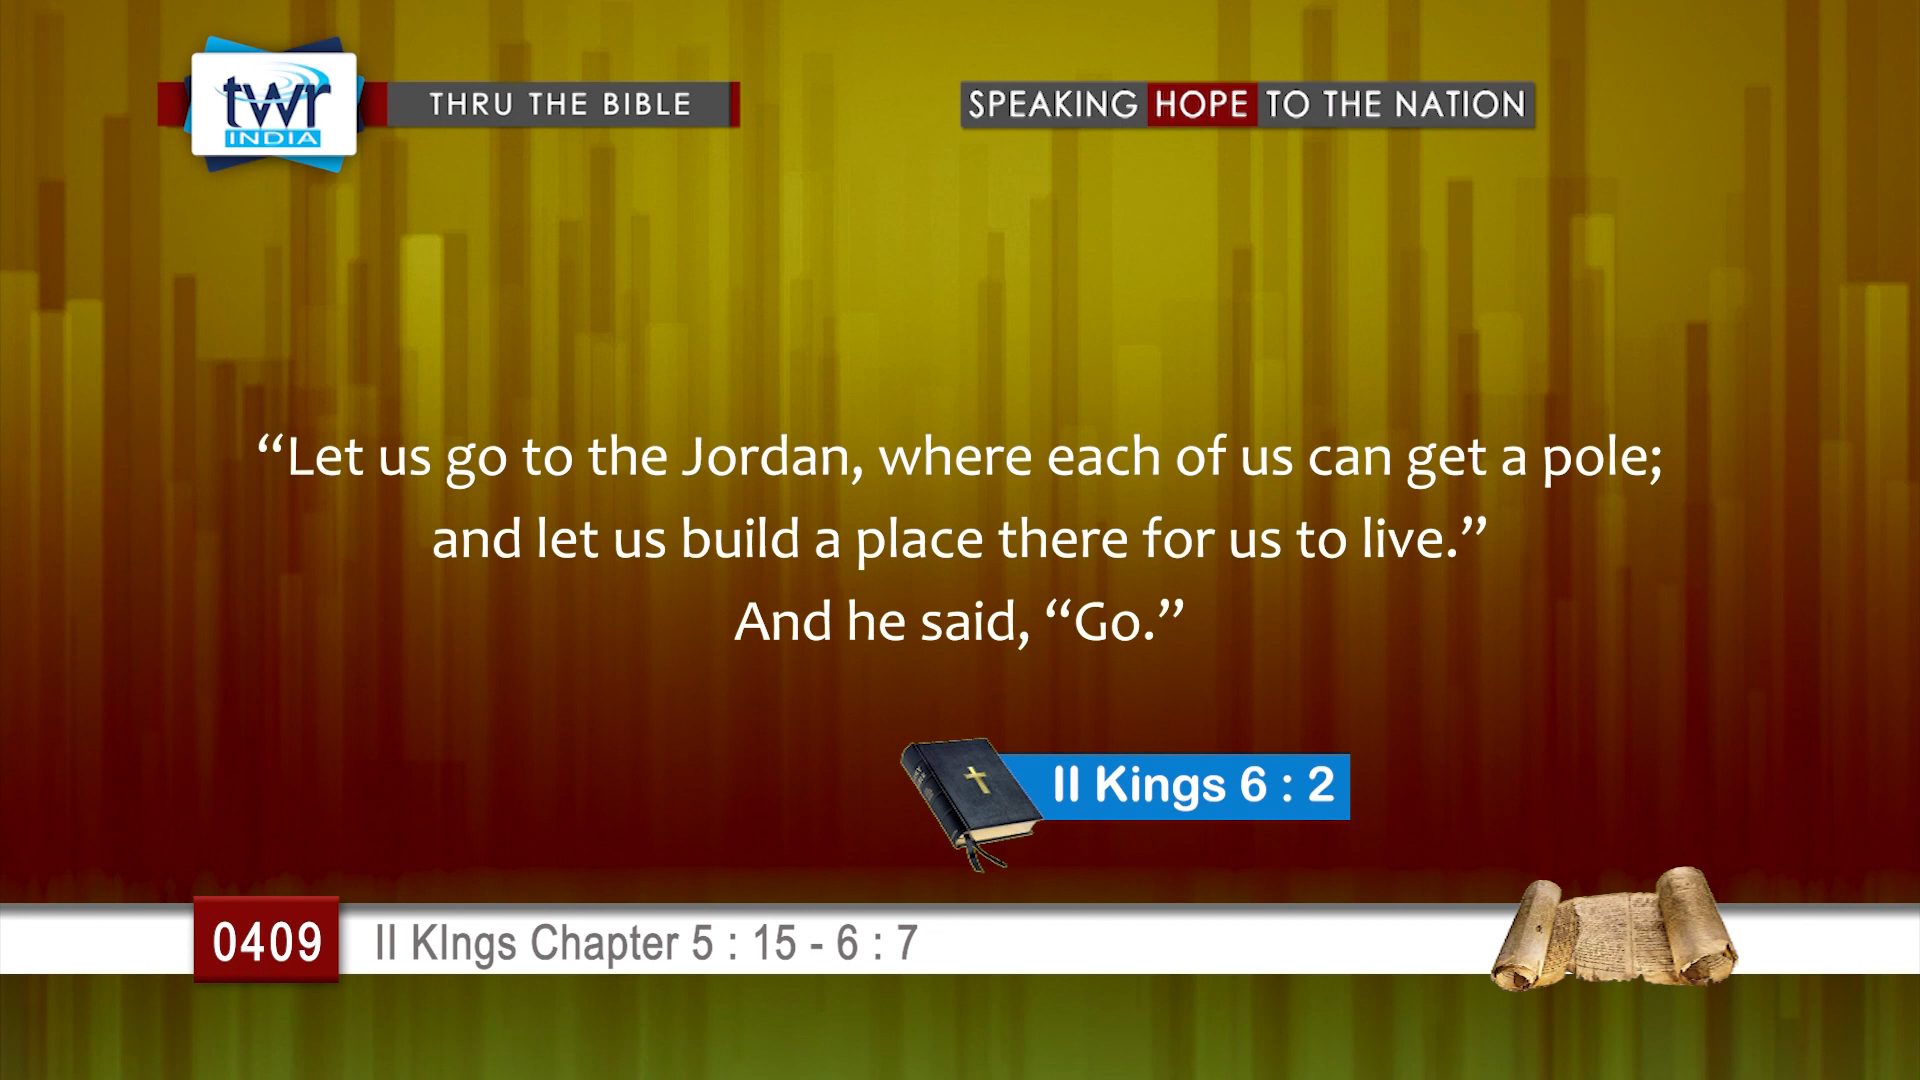 twr
INDIA
THRU THE BIBLE
SPEAKING HOPE TO THE NATION
“Let us go to the Jordan, where each of us can get a pole;
and let us build a place there for us to live.”
And he said, “Go.”
II Kings 6 : 2
0409
II KIngs Chapter 5 : 15 - 6 : 7